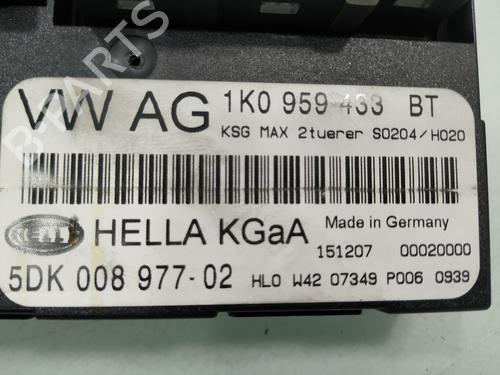 VW AG 1K0 959 433 BT
KSG MAX 2tuerer S0204/H020
HELLA KGaA Made in Germany
151207 00020000
5DK 008 977-02 HLO W42 07349 P006 0939